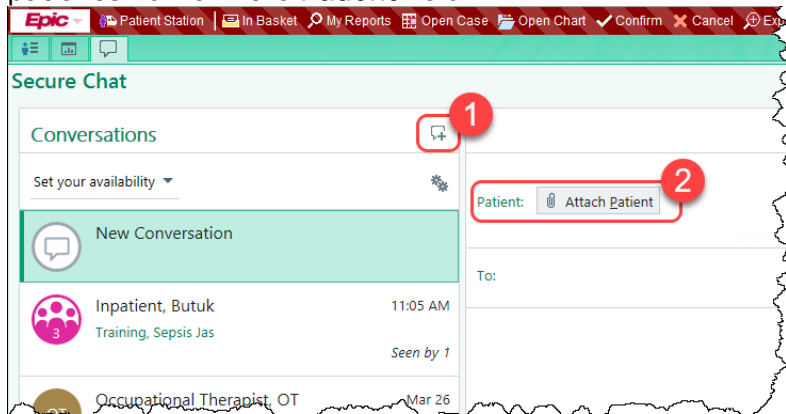 Epic Patient Station In Basket My Reports Open Case Open Chart Confirm Cancel
Secure Chat
1
Conversations
Set your availability
2
Patient: Attach Patient
New Conversation
To:
Inpatient, Butuk 11:05 AM
3
Training, Sepsis Jas
Seen by 1
Occupational Therapist, OT Mar 26
OT